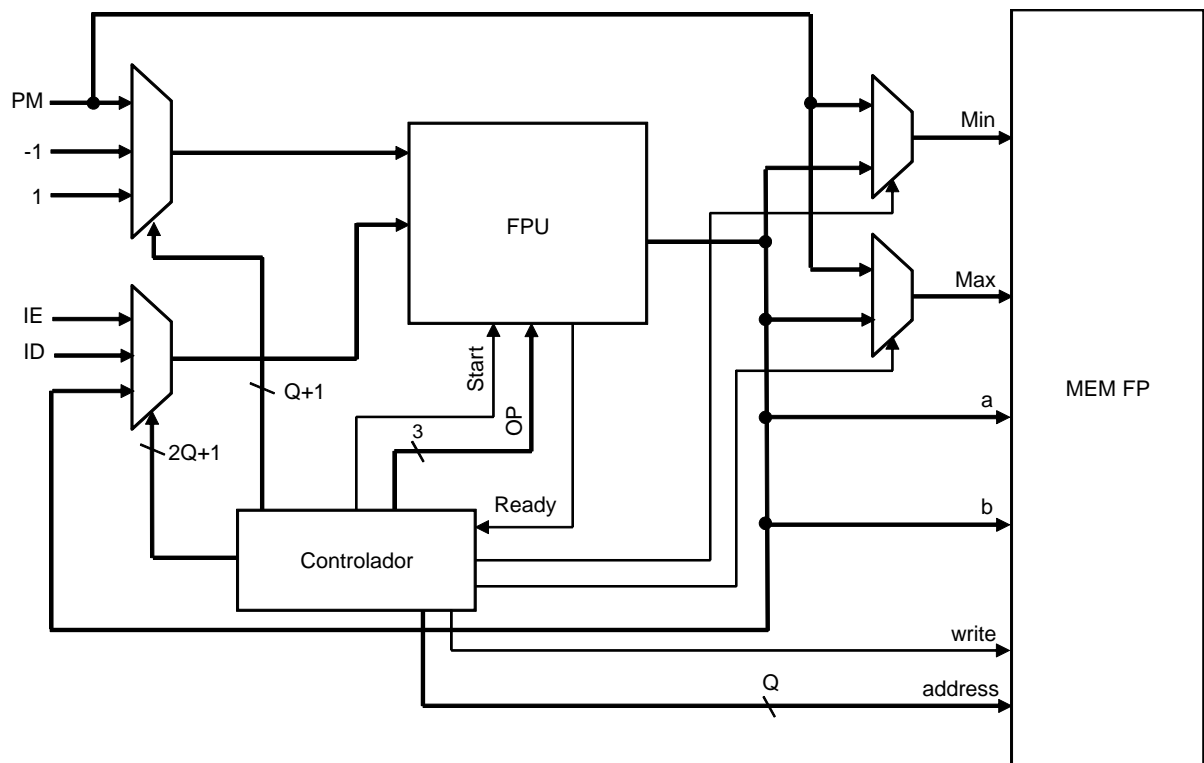 PM
Min
-1
1
FPU
Max
IE
ID
Start
OP
MEM FP
Q+1
3
a
2Q+1
Ready
b
Controlador
write
Q
address